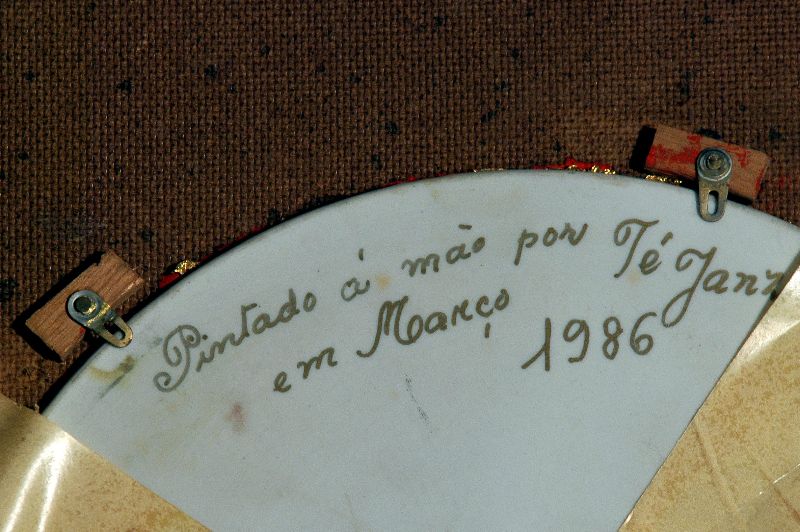 Pintado á mão por Té
em Março 1986